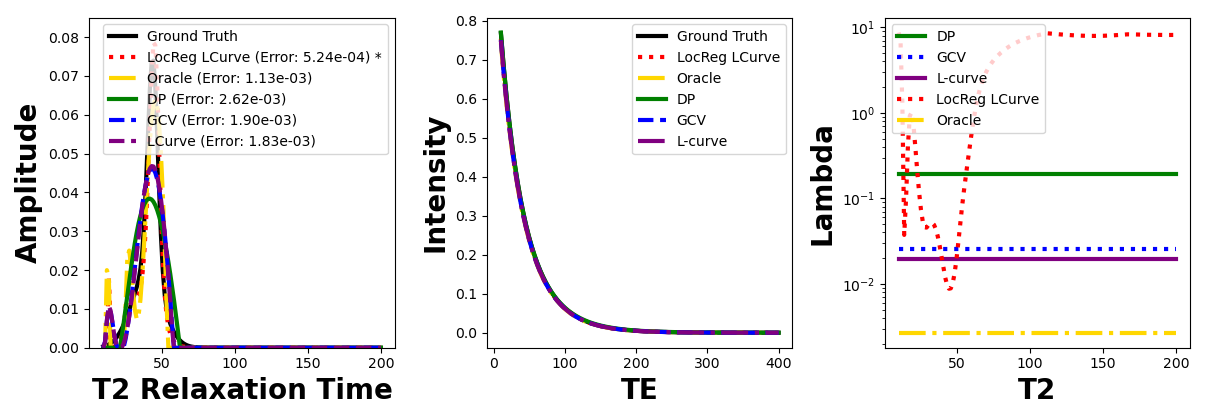 Amplitude
0.08
0.07
0.06
0.05
0.04
0.03
0.02
0.01
0.00
Ground Truth
LocReg LCurve (Error: 5.24e-04) *
Oracle (Error: 1.13e-03)
DP (Error: 2.62e-03)
GCV (Error: 1.90e-03)
LCurve (Error: 1.83e-03)
50 100 150 200
T2 Relaxation Time
Intensity
0.8
0.7
0.6
0.5
0.4
0.3
0.2
0.1
0.0
Ground Truth
LocReg LCurve
Oracle
DP
GCV
L-curve
0 100 200 300 400
TE
Lambda
10¹
10⁰
10⁻¹
10⁻²
DP
GCV
L-curve
LocReg LCurve
Oracle
50 100 150 200
T2